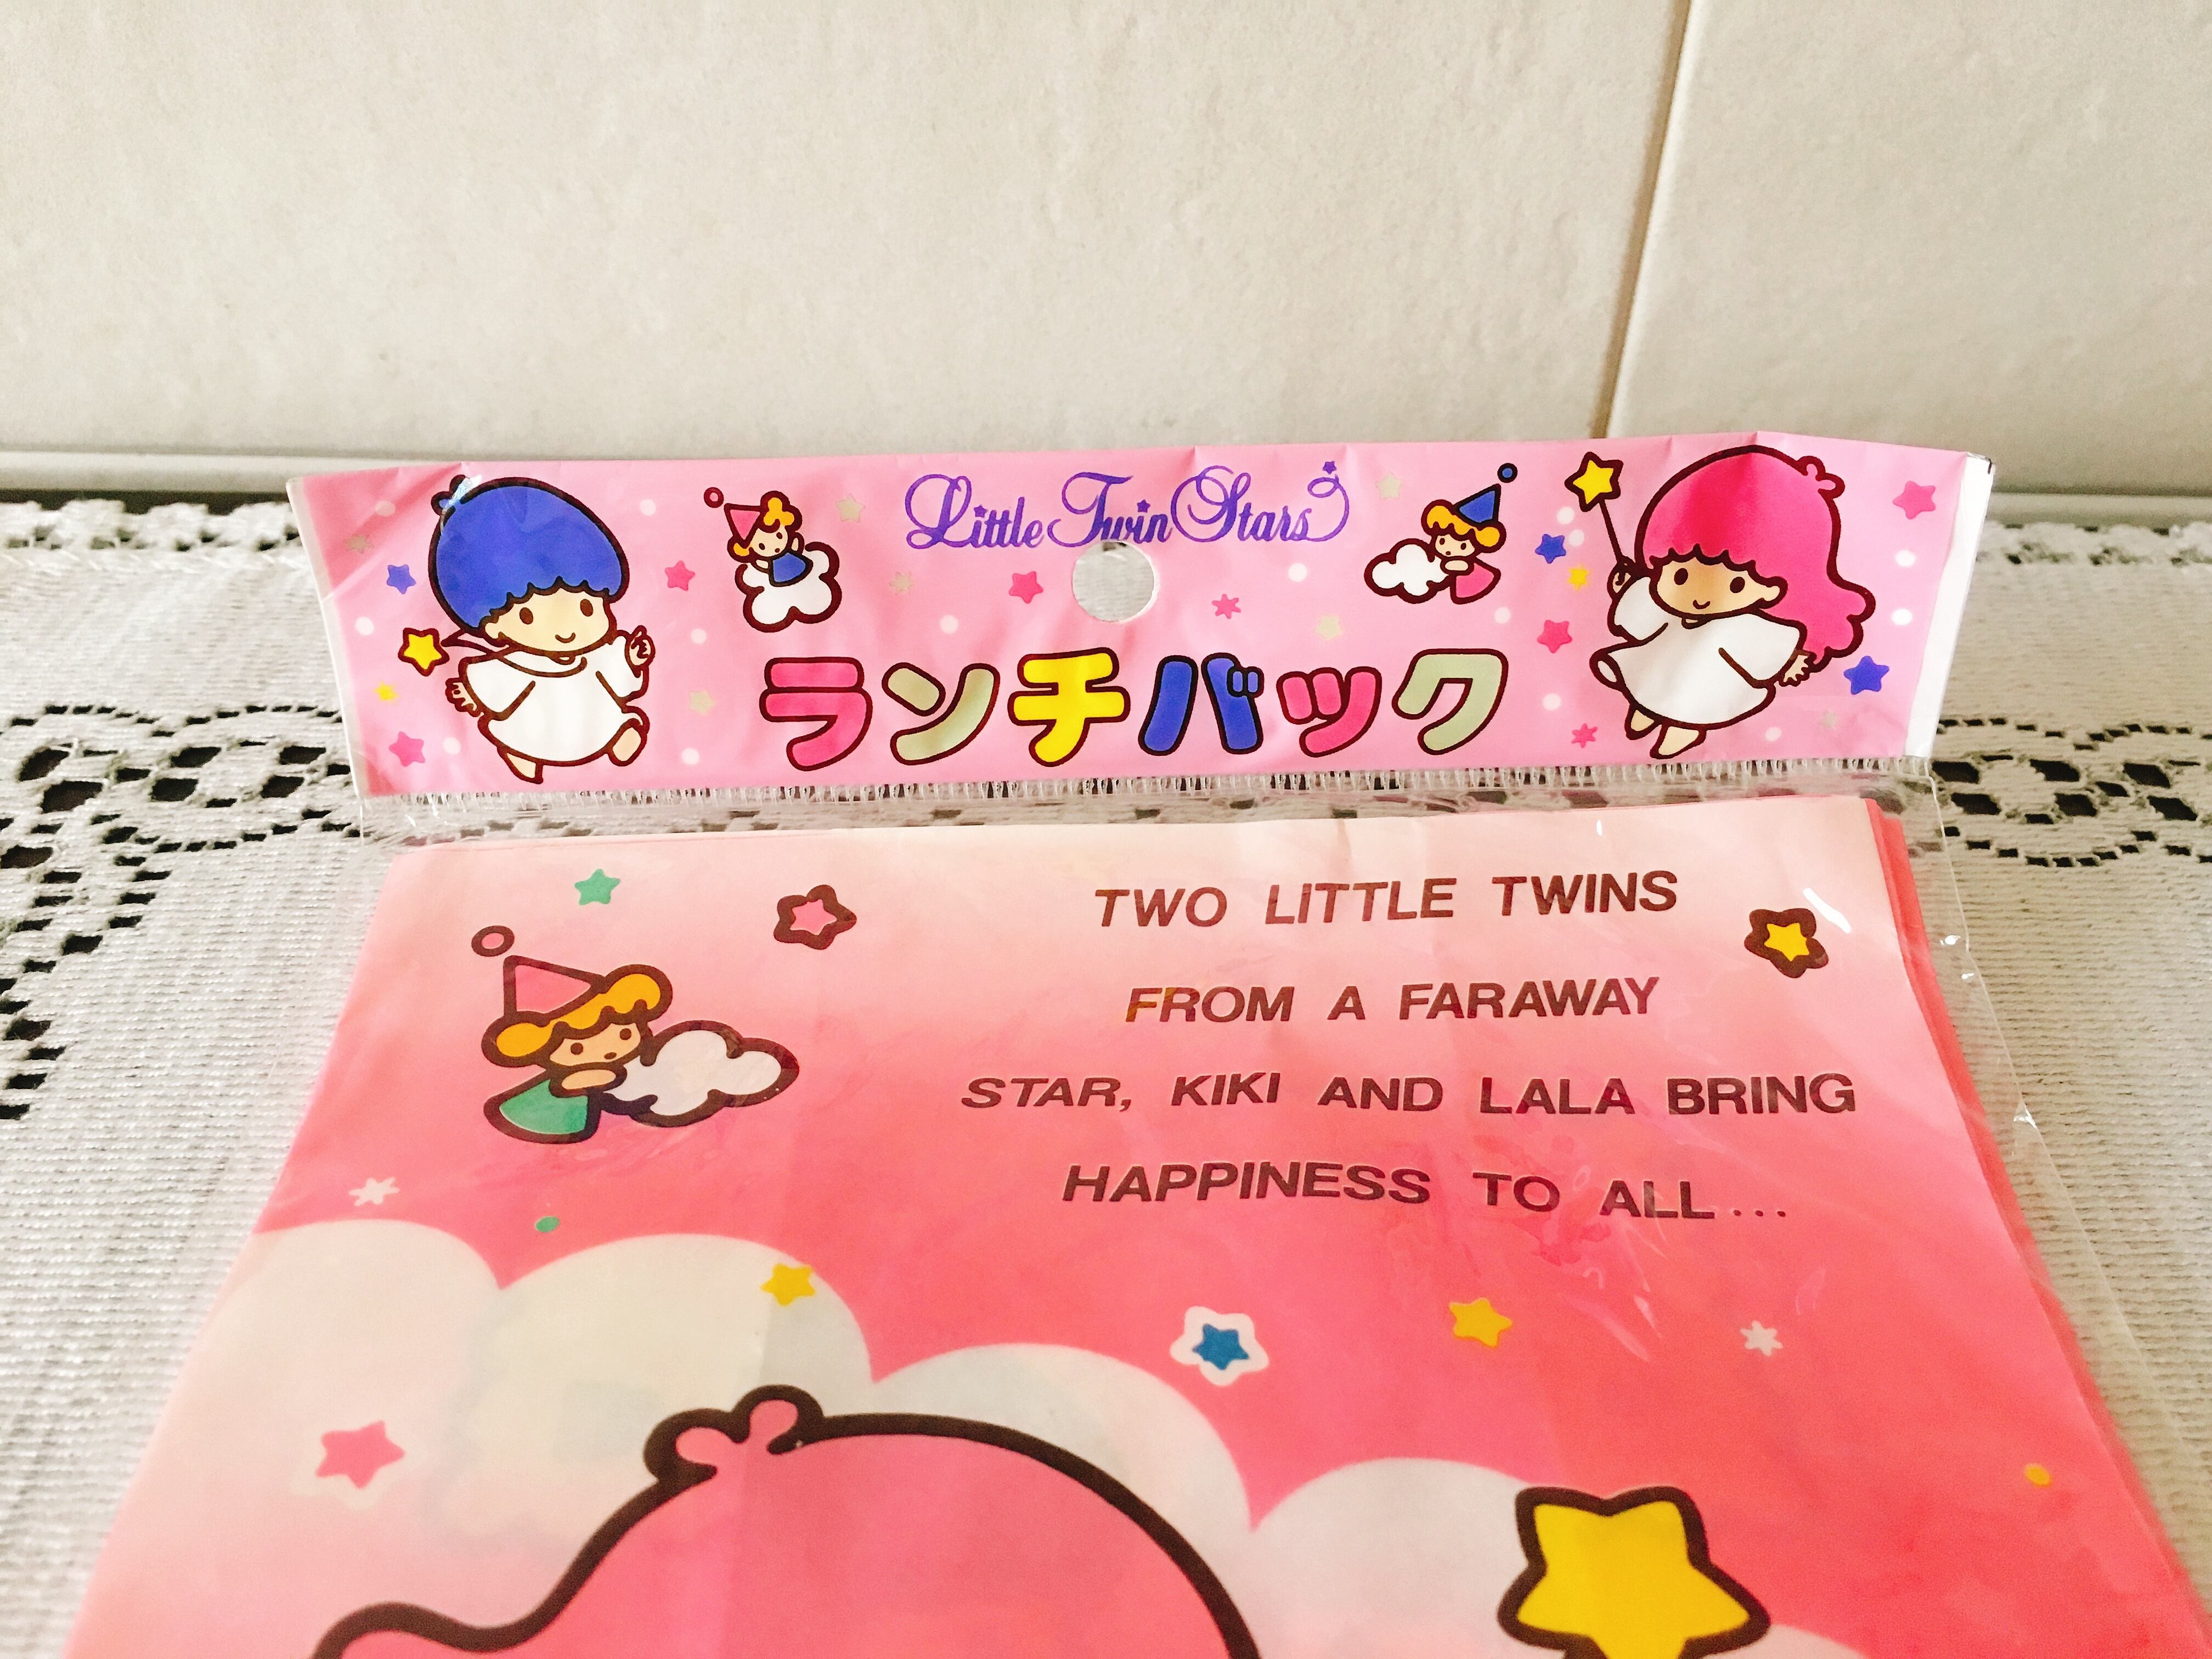 Little Twin Stars
ランチバック
TWO LITTLE TWINS
FROM A FARAWAY
STAR, KIKI AND LALA BRING
HAPPINESS TO ALL...